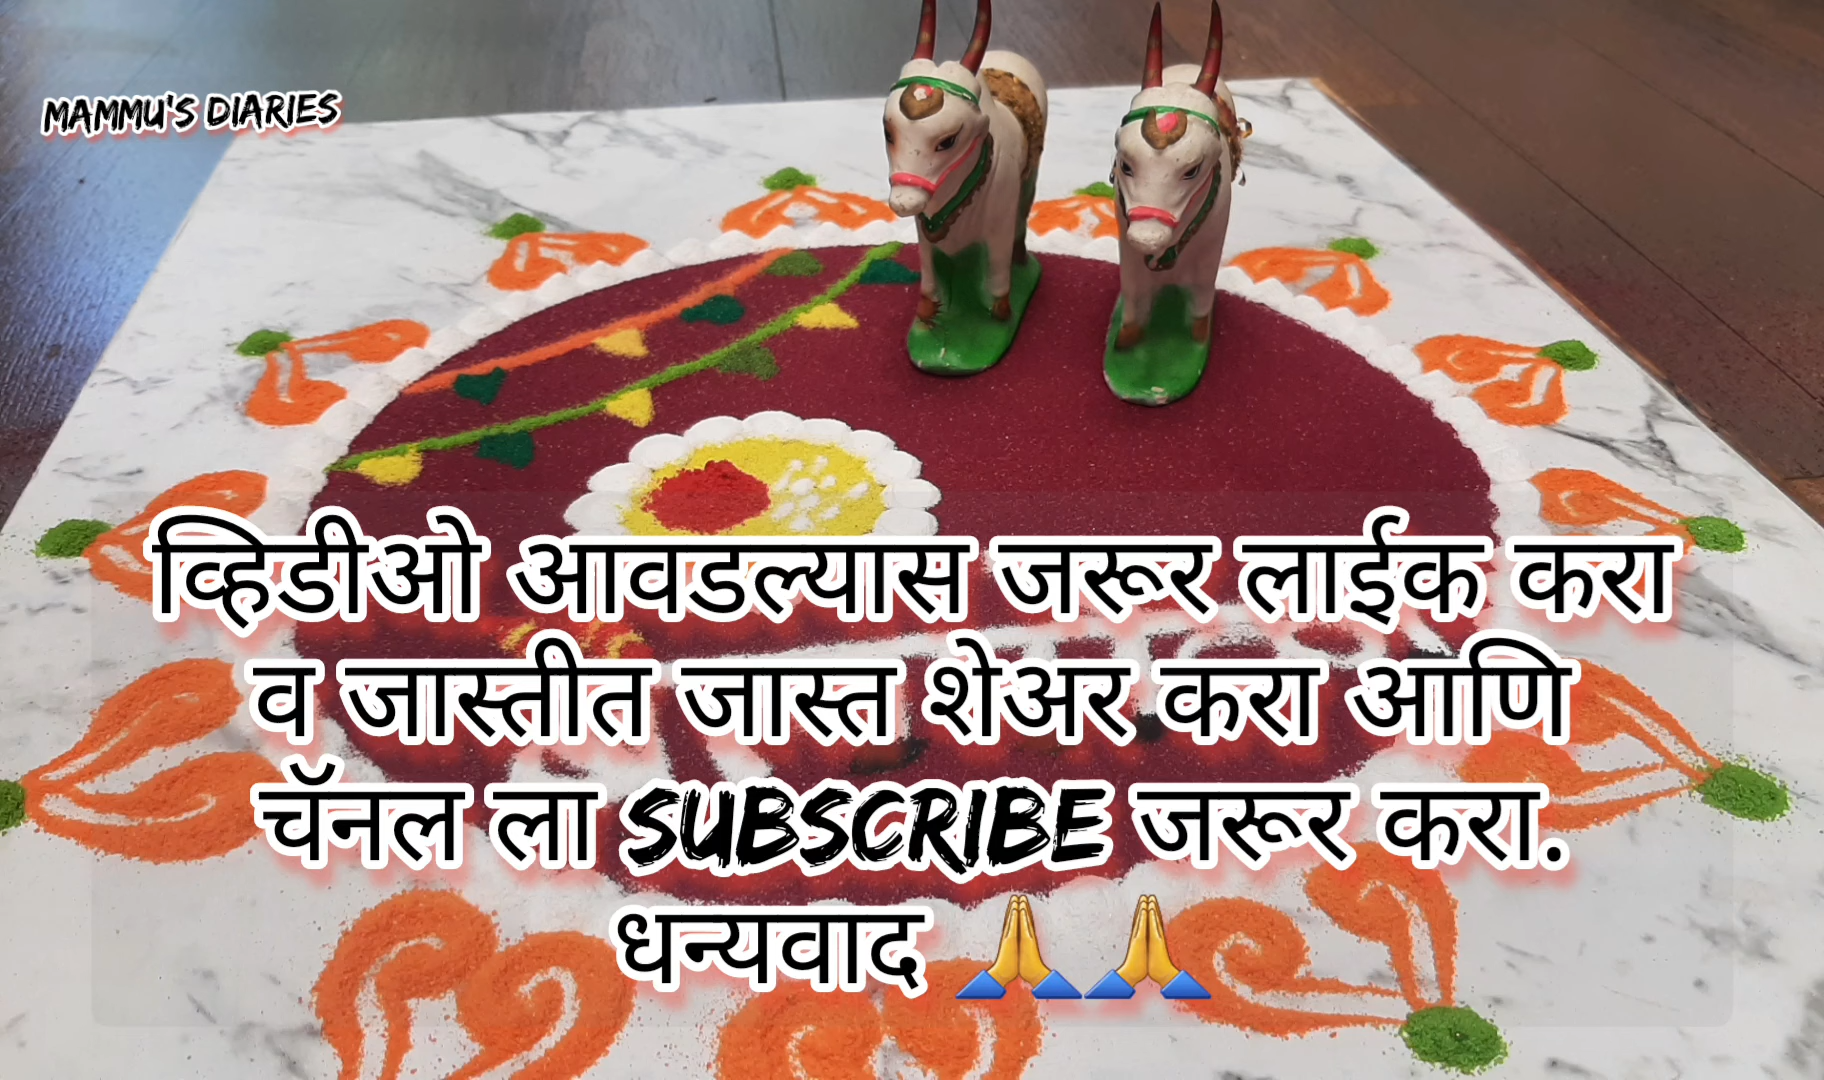 MAMMU'S DIARIES
व्हिडीओ आवडल्यास जरूर लाईक करा
व जास्तीत जास्त शेअर करा आणि
चॅनल ला SUBSCRIBE जरूर करा.
धन्यवाद 🙏🙏